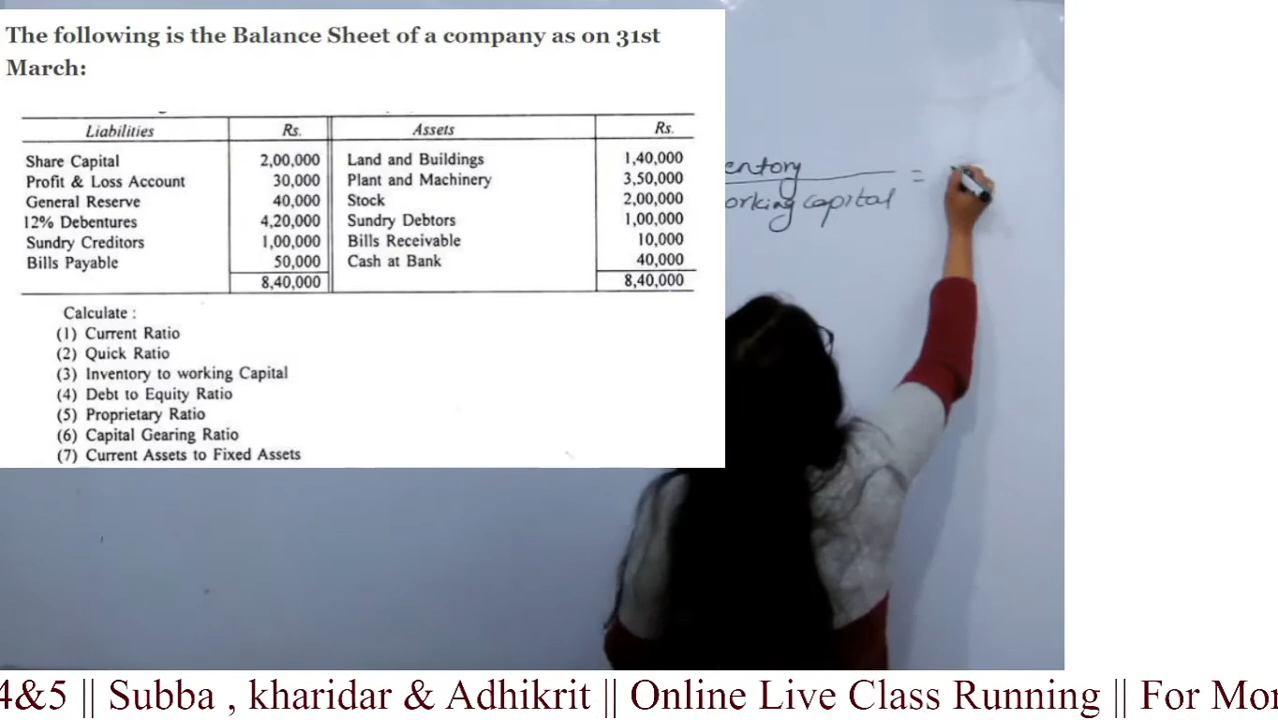 The following is the Balance Sheet of a company as on 31st
March:
Liabilities Rs. Assets Rs.
Share Capital 2,00,000 Land and Buildings 1,40,000
Profit & Loss Account 30,000 Plant and Machinery 3,50,000
General Reserve 40,000 Stock 2,00,000
12% Debentures 4,20,000 Sundry Debtors 1,00,000
Sundry Creditors 1,00,000 Bills Receivable 10,000
Bills Payable 50,000 Cash at Bank 40,000
8,40,000 8,40,000
Calculate :
(1) Current Ratio
(2) Quick Ratio
(3) Inventory to working Capital
(4) Debt to Equity Ratio
(5) Proprietary Ratio
(6) Capital Gearing Ratio
(7) Current Assets to Fixed Assets
entory =
orking capital
4&5 || Subba , kharidar & Adhikrit || Online Live Class Running || For Mor